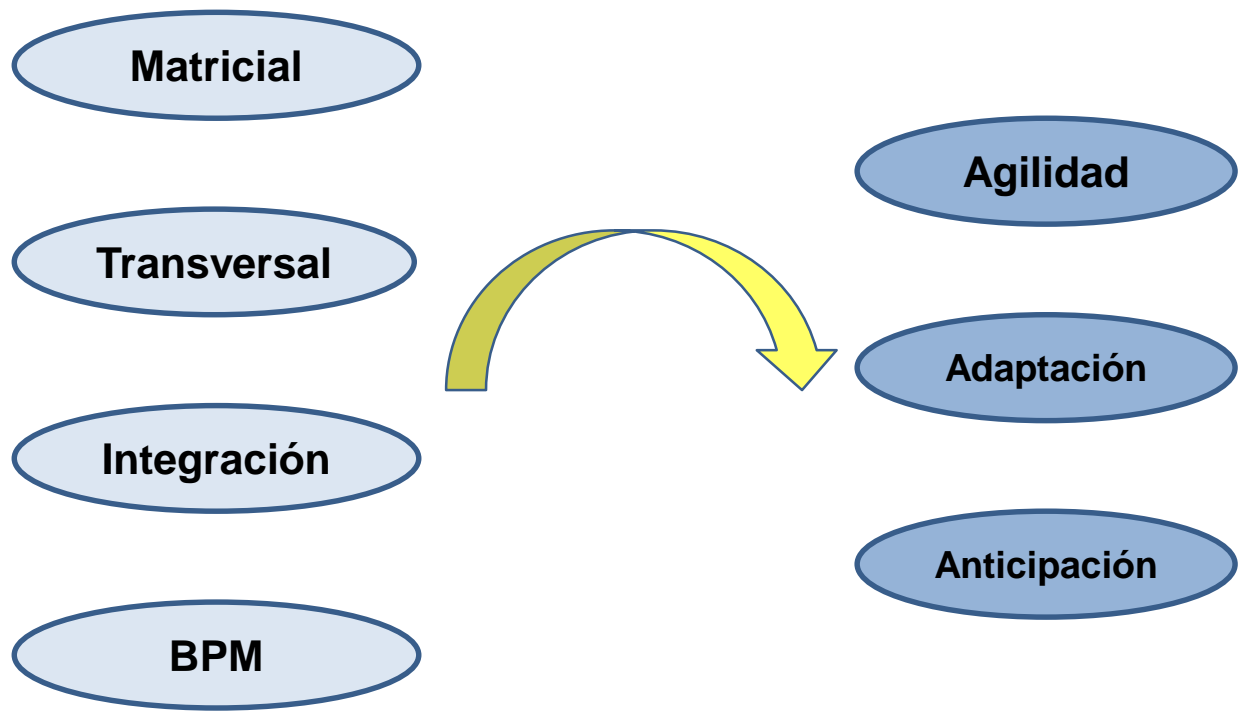 Matricial
Transversal
Integración
BPM
Agilidad
Adaptación
Anticipación